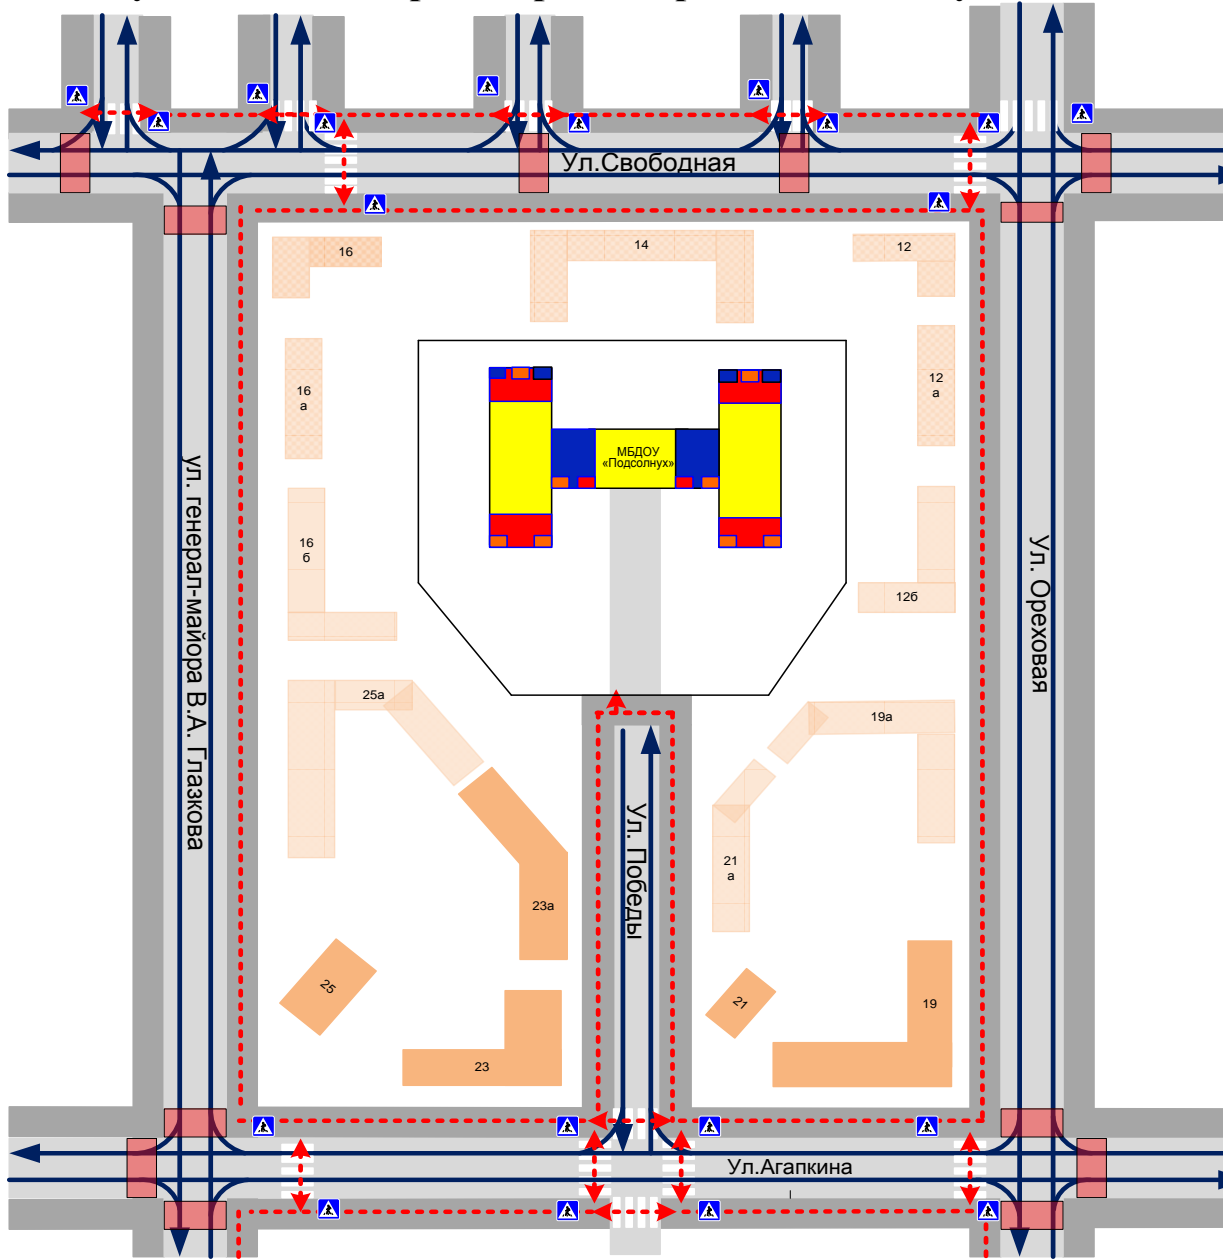 Ул.Свободная
16
14
12
16
а
12
а
МБДОУ
«Подсолнух»
ул. генерал-майора В.А. Глазкова
Ул. Ореховая
16
б
12б
25а
19а
Ул. Победы
21
а
23а
25
21
19
23
Ул.Агапкина